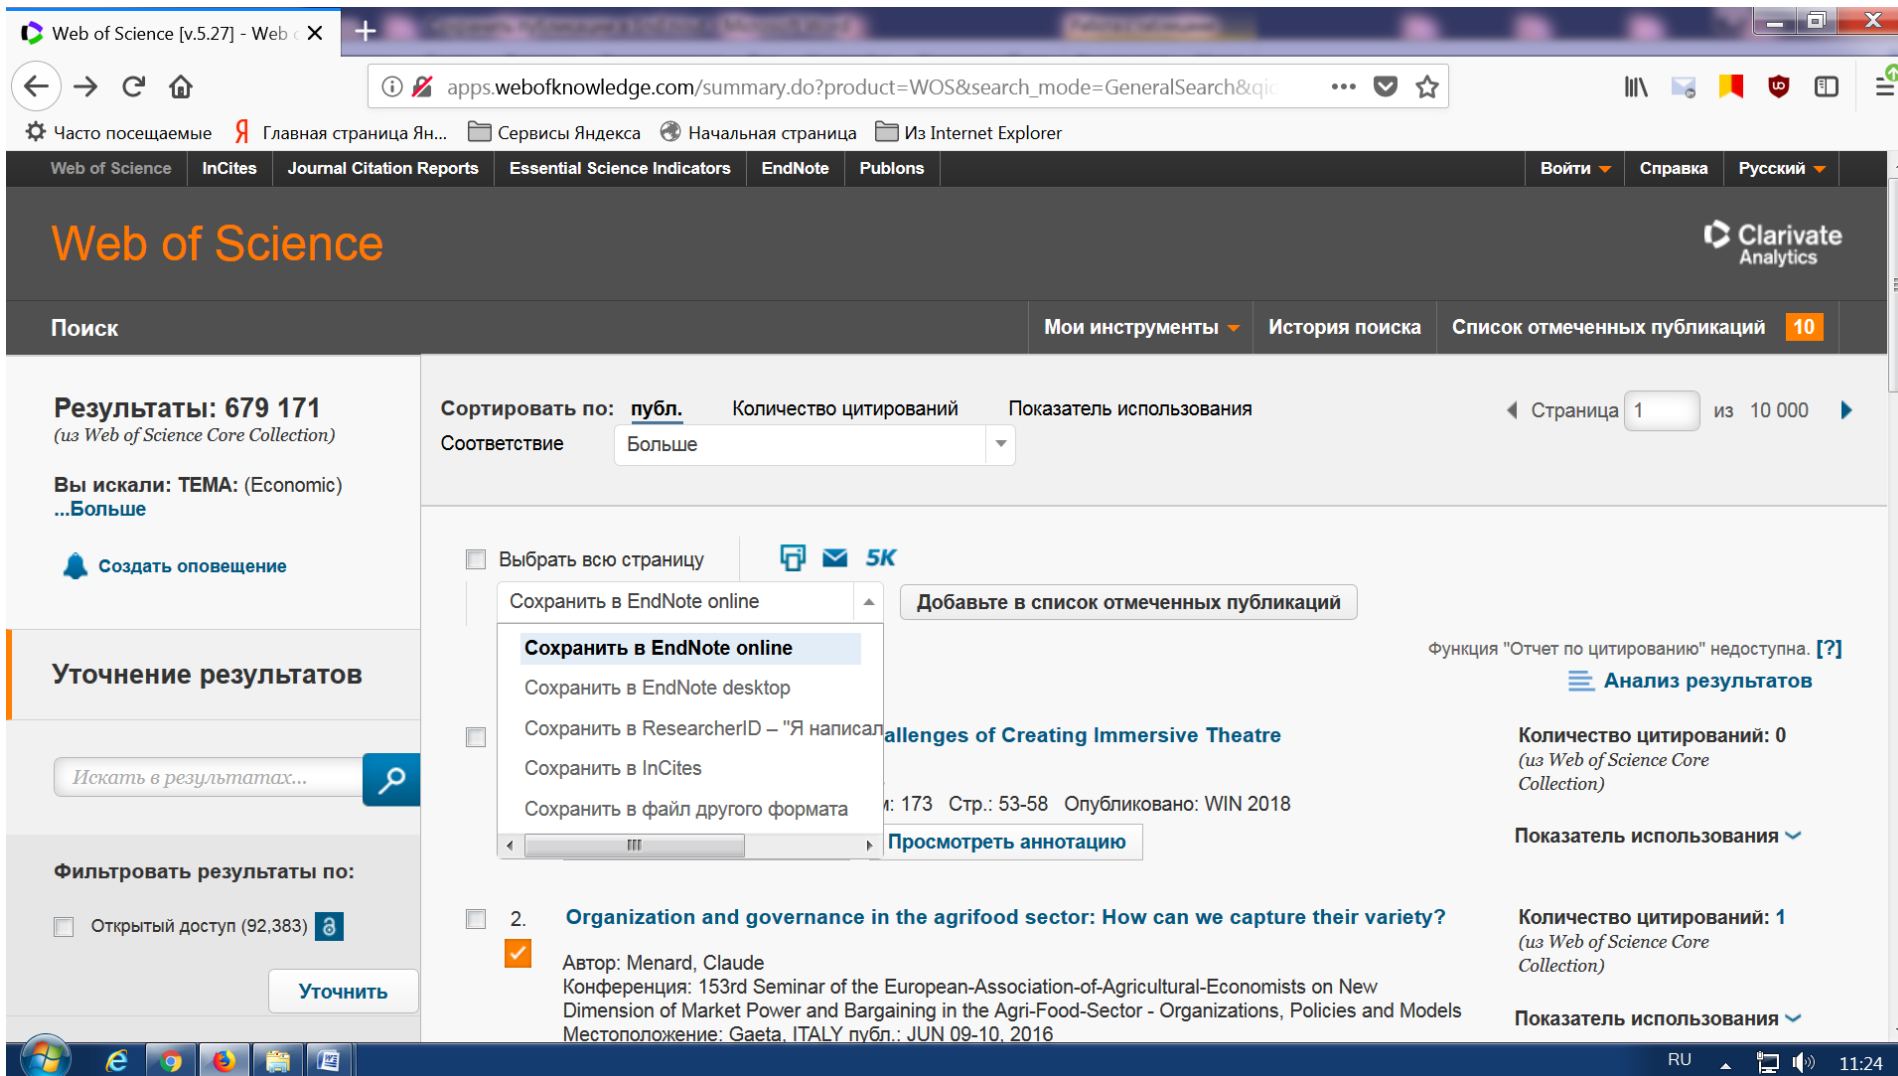 Web of Science [v.5.27] - Web
apps.webofknowledge.com/summary.do?product=WOS&search_mode=GeneralSearch&qid
Часто посещаемые Главная страница Ян... Сервисы Яндекса Начальная страница Из Internet Explorer
Web of Science InCites Journal Citation Reports Essential Science Indicators EndNote Publons Войти Справка Русский
Web of Science
Clarivate
Analytics
Поиск Мои инструменты История поиска Список отмеченных публикаций 10
Результаты: 679 171
(из Web of Science Core Collection)
Вы искали: ТЕМА: (Economic)
...Больше
Создать оповещение
Уточнение результатов
Искать в результатах...
Фильтровать результаты по:
Открытый доступ (92,383)
Уточнить
Сортировать по: публ. Количество цитирований Показатель использования
Соответствие Больше
Страница 1 из 10 000
Выбрать всю страницу 5K
Сохранить в EndNote online Добавьте в список отмеченных публикаций
Сохранить в EndNote online
Сохранить в EndNote desktop
Сохранить в ResearcherID – "Я написал
Сохранить в InCites
Сохранить в файл другого формата
Функция "Отчет по цитированию" недоступна. [?]
Анализ результатов
allenges of Creating Immersive Theatre
: 173 Стр.: 53-58 Опубликовано: WIN 2018
Просмотреть аннотацию
Количество цитирований: 0
(из Web of Science Core
Collection)
Показатель использования
2. Organization and governance in the agrifood sector: How can we capture their variety?
Автор: Menard, Claude
Конференция: 153rd Seminar of the European-Association-of-Agricultural-Economists on New
Dimension of Market Power and Bargaining in the Agri-Food-Sector - Organizations, Policies and Models
Местоположение: Gaeta, ITALY публ.: JUN 09-10, 2016
Количество цитирований: 1
(из Web of Science Core
Collection)
Показатель использования
RU 11:24